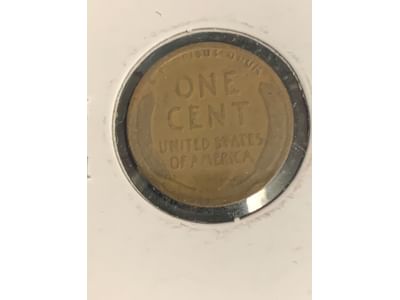 ONE
CENT
UNITED STATES
OF AMERICA